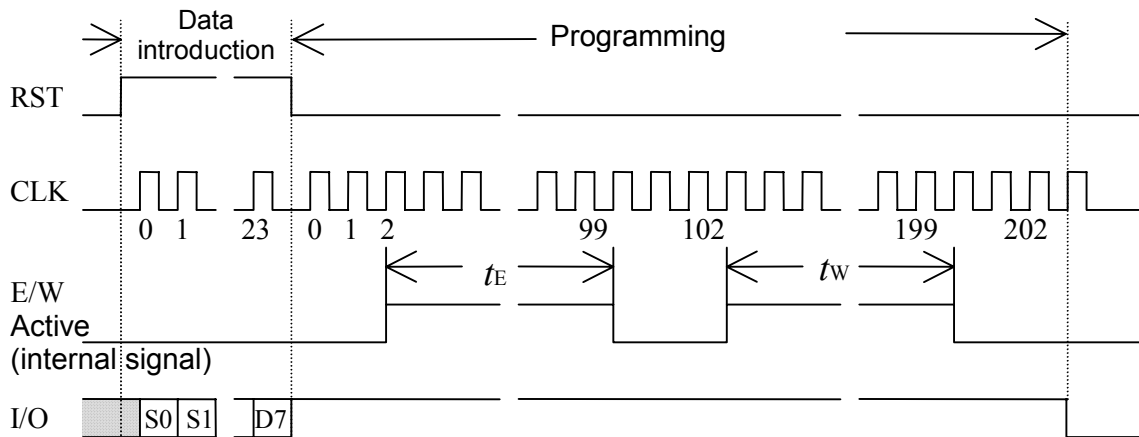 Data
introduction
Programming
RST
CLK
0 1 23 0 1 2 99 102 199 202
tE tW
E/W
Active
(internal signal)
I/O S0 S1 D7